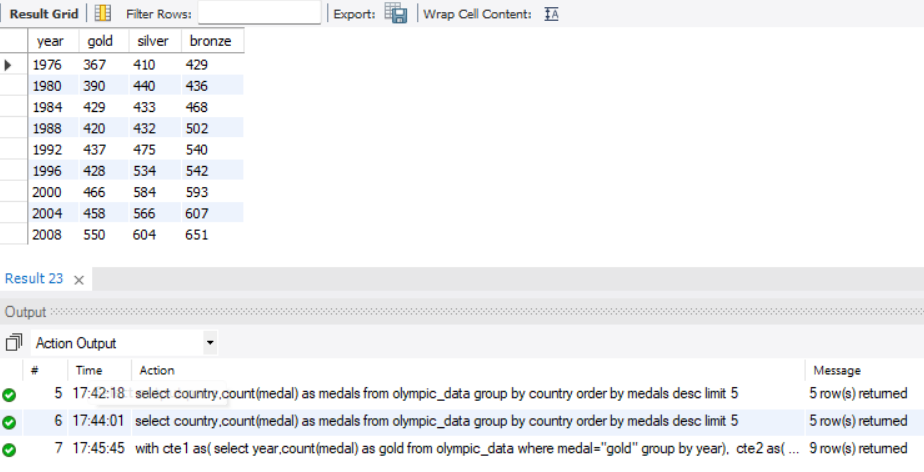 Result Grid Filter Rows: Export: Wrap Cell Content: IA
year gold silver bronze
1976 367 410 429
1980 390 440 436
1984 429 433 468
1988 420 432 502
1992 437 475 540
1996 428 534 542
2000 466 584 593
2004 458 566 607
2008 550 604 651
Result 23 ×
Output
Action Output
# Time Action Message
5 17:42:18 select country,count(medal) as medals from olympic_data group by country order by medals desc limit 5 5 row(s) returned
6 17:44:01 select country,count(medal) as medals from olympic_data group by country order by medals desc limit 5 5 row(s) returned
7 17:45:45 with cte1 as( select year,count(medal) as gold from olympic_data where medal="gold" group by year), cte2 as( ... 9 row(s) returned